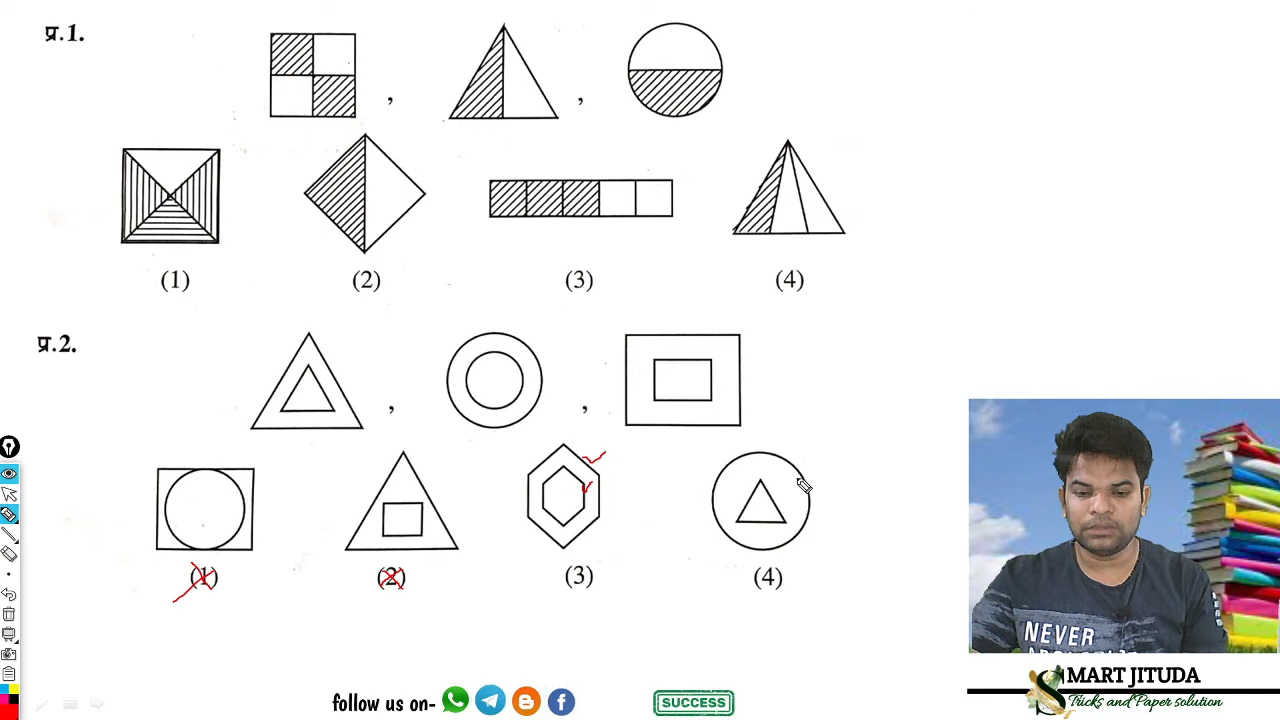 प्र.1.
, ,
(1) (2) (3) (4)
प्र.2.
, ,
(1) (2) (3) (4)
NEVER
SMART JITUDA
Tricks and Paper solution
follow us on-
SUCCESS